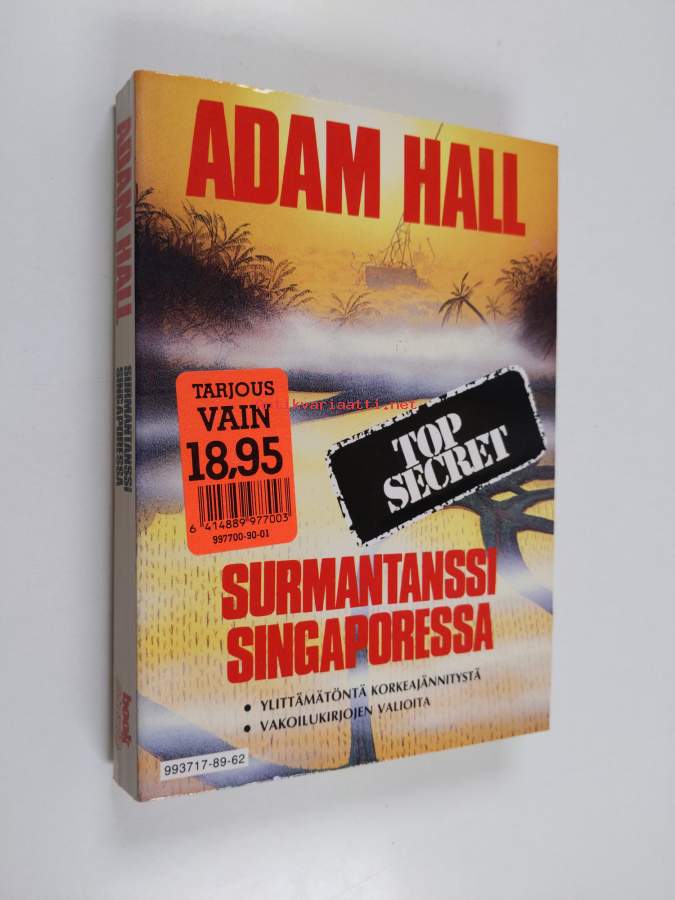 ADAM HALL
TARJOUS
VAIN
18,95
6 414889 977003
997700-90-01
TOP
SECRET
SURMANTANSSI
SINGAPORESSA
• YLITTÄMÄTÖNTÄ KORKEAJÄNNITYSTÄ
• VAKOILUKIRJOJEN VALIOITA
993717-89-62
ADAM HALL
SURMANTANSSI
SINGAPORESSA
book